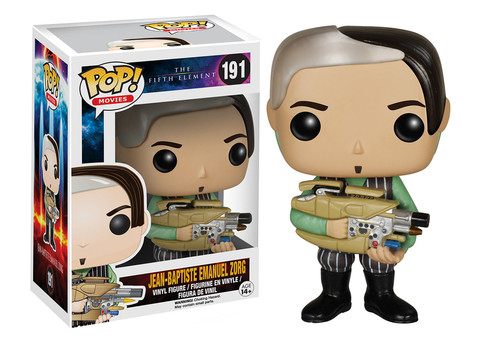 POP!
MOVIES
THE
FIFTH ELEMENT
191
JEAN-BAPTISTE EMANUEL ZORG
VINYL FIGURE / FIGURINE EN VINYLE /
FIGURA DE VINIL
WARNING:
AGE
14+